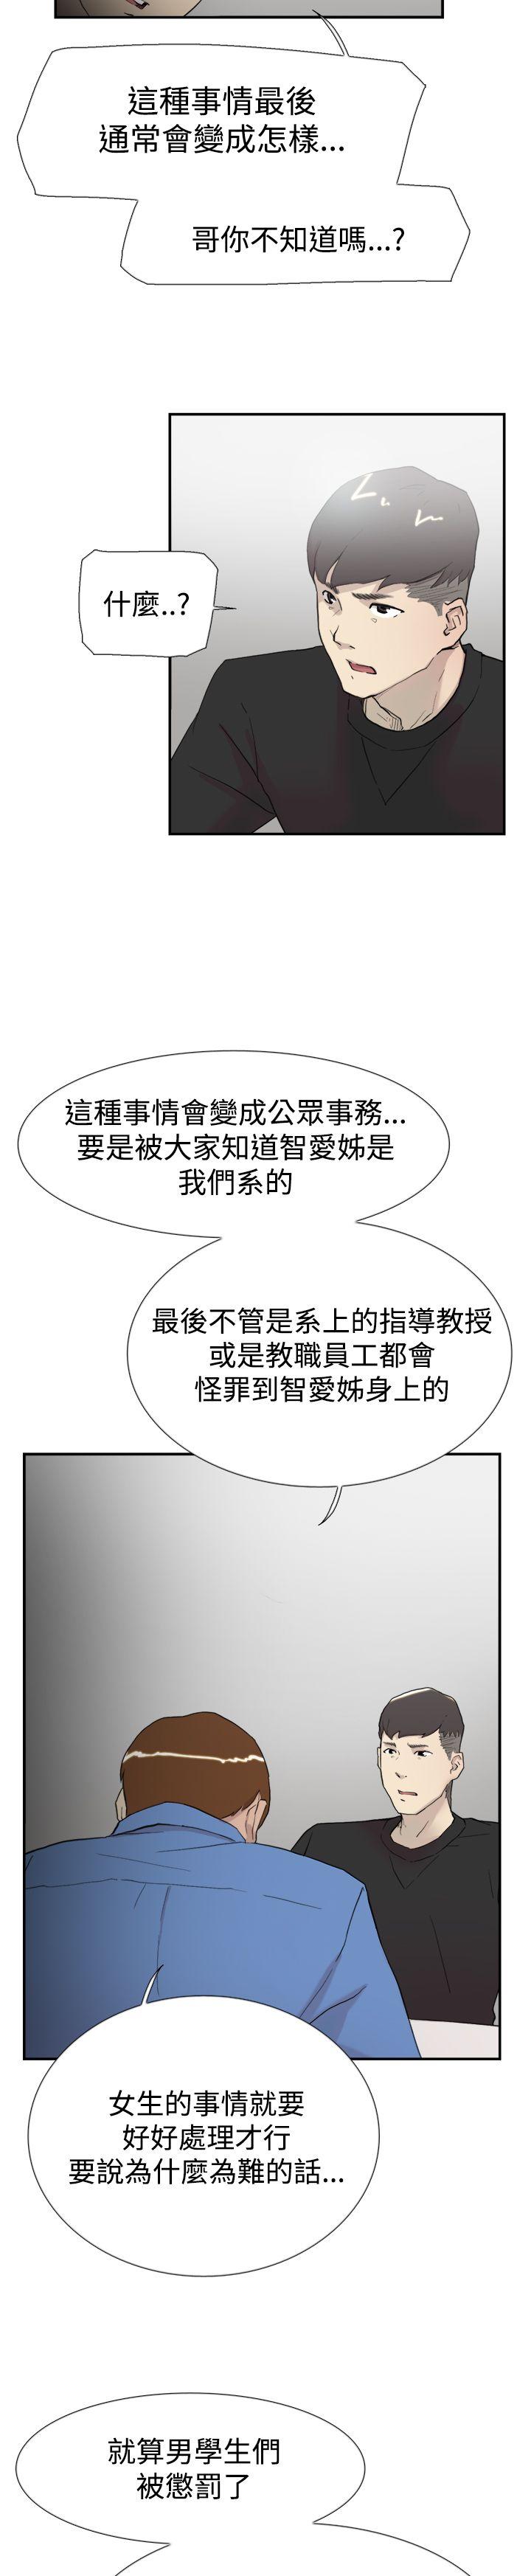 這種事情最後
通常會變成怎樣...
哥你不知道嗎...?
什麼..?
這種事情會變成公眾事務...
要是被大家知道智愛姊是
我們系的
最後不管是系上的指導教授
或是教職員工都會
怪罪到智愛姊身上的
女生的事情就要
好好處理才行
要說為什麼為難的話...
就算男學生們
被懲罰了